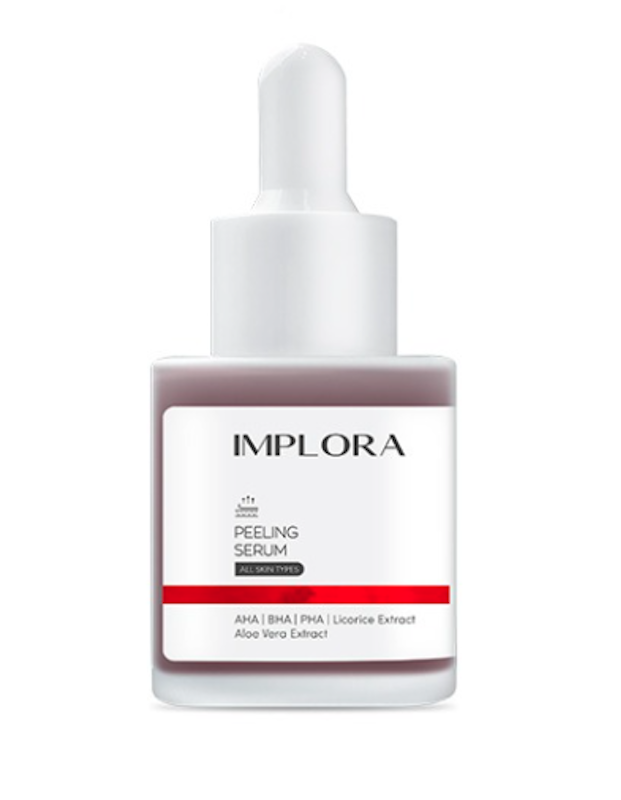 IMPLORA
PEELING
SERUM
ALL SKIN TYPES
AHA | BHA | PHA | Licorice Extract
Aloe Vera Extract